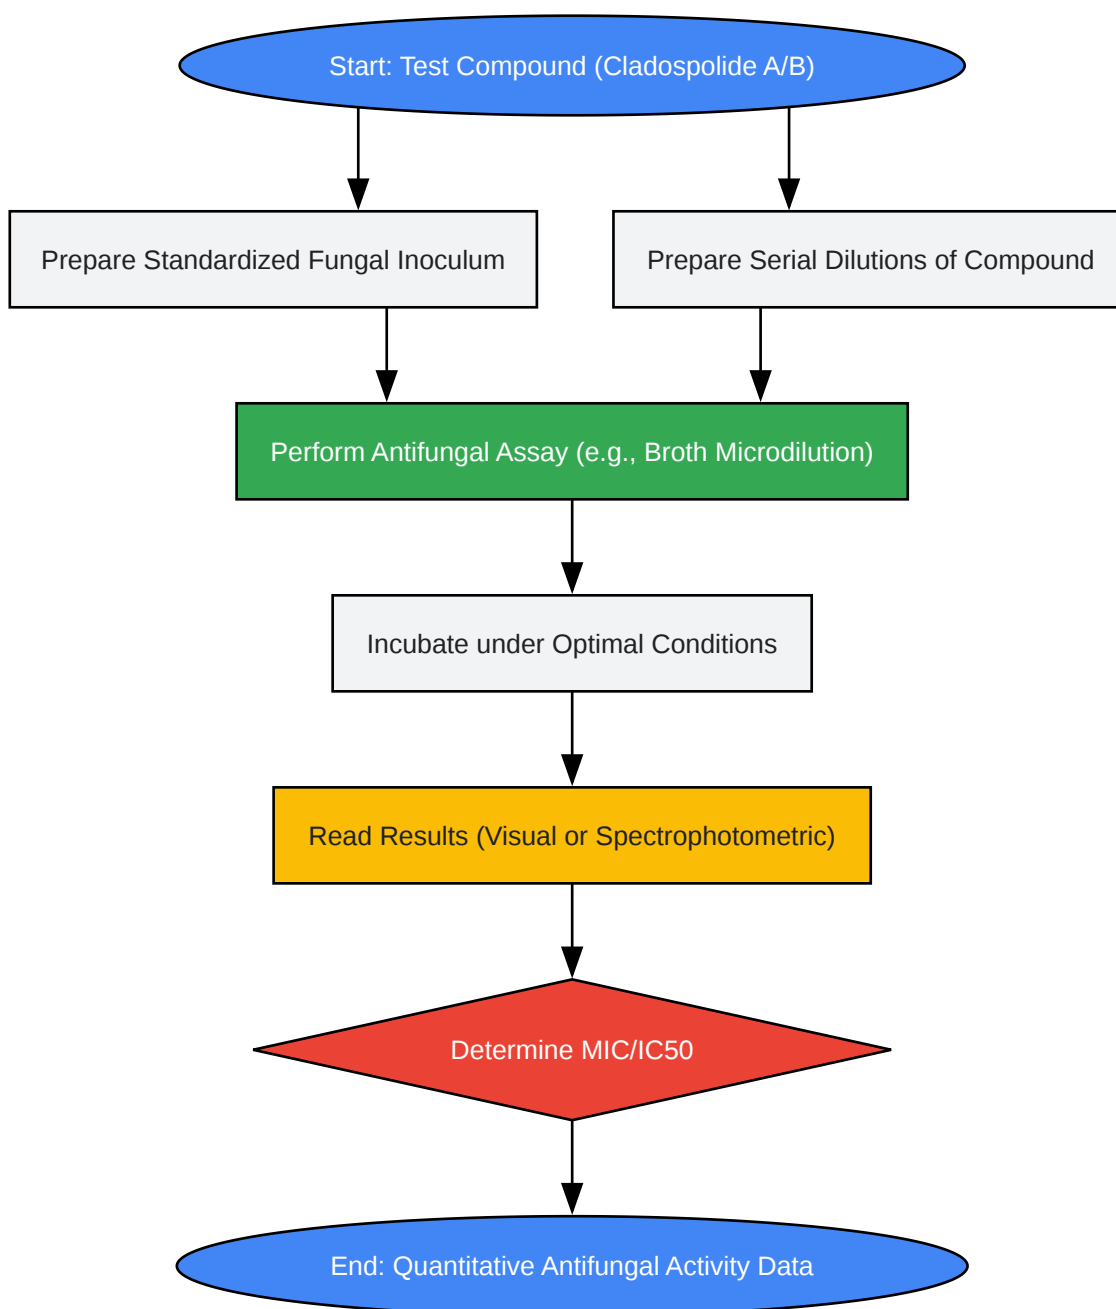 Start: Test Compound (Cladospolide A/B)
Prepare Standardized Fungal Inoculum
Prepare Serial Dilutions of Compound
Perform Antifungal Assay (e.g., Broth Microdilution)
Incubate under Optimal Conditions
Read Results (Visual or Spectrophotometric)
Determine MIC/IC50
End: Quantitative Antifungal Activity Data